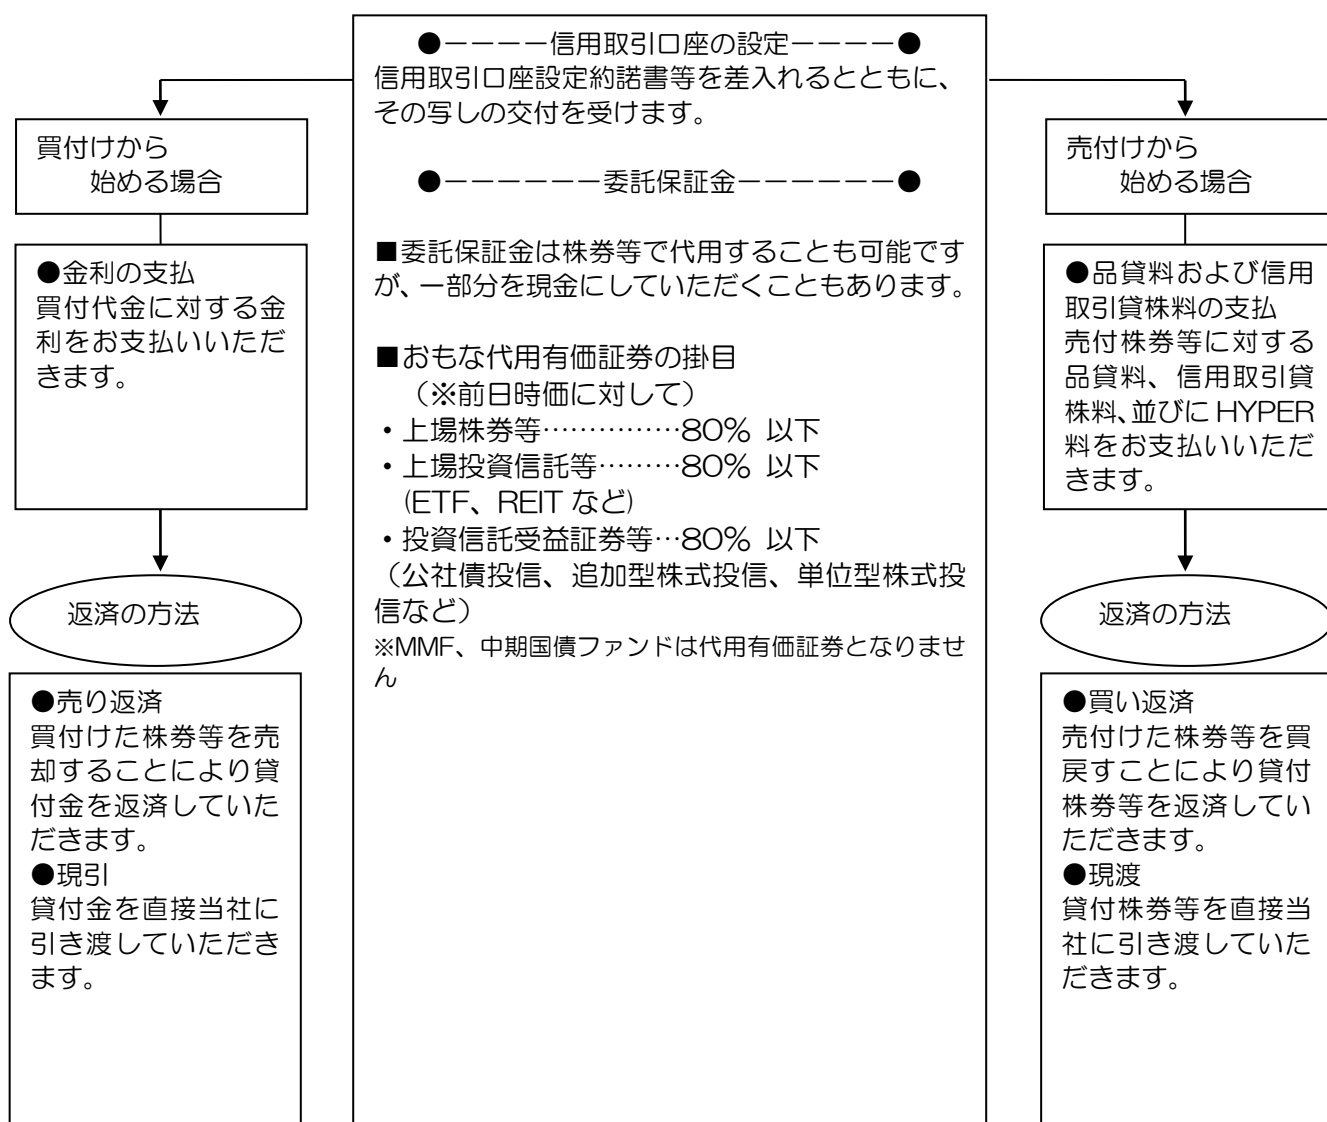 ●ーーーー信用取引口座の設定ーーーー●
信用取引口座設定約諾書等を差入れるとともに、
その写しの交付を受けます。
●ーーーーーー委託保証金ーーーーーー●
■委託保証金は株券等で代用することも可能です
が、一部分を現金にしていただくこともあります。
■おもな代用有価証券の掛目
（※前日時価に対して）
・上場株券等……………80％ 以下
・上場投資信託等………80％ 以下
(ETF、REIT など)
・投資信託受益証券等…80％ 以下
（公社債投信、追加型株式投信、単位型株式投
信など）
※MMF、中期国債ファンドは代用有価証券となりませ
ん
買付けから
始める場合
●金利の支払
買付代金に対する金
利をお支払いいただ
きます。
返済の方法
●売り返済
買付けた株券等を売
却することにより貸
付金を返済していた
だきます。
●現引
貸付金を直接当社に
引き渡していただき
ます。
売付けから
始める場合
●品貸料および信用
取引貸株料の支払
売付株券等に対する
品貸料、信用取引貸
株料、並びに HYPER
料をお支払いいただ
きます。
返済の方法
●買い返済
売付けた株券等を買
戻すことにより貸付
株券等を返済してい
ただきます。
●現渡
貸付株券等を直接当
社に引き渡していた
だきます。